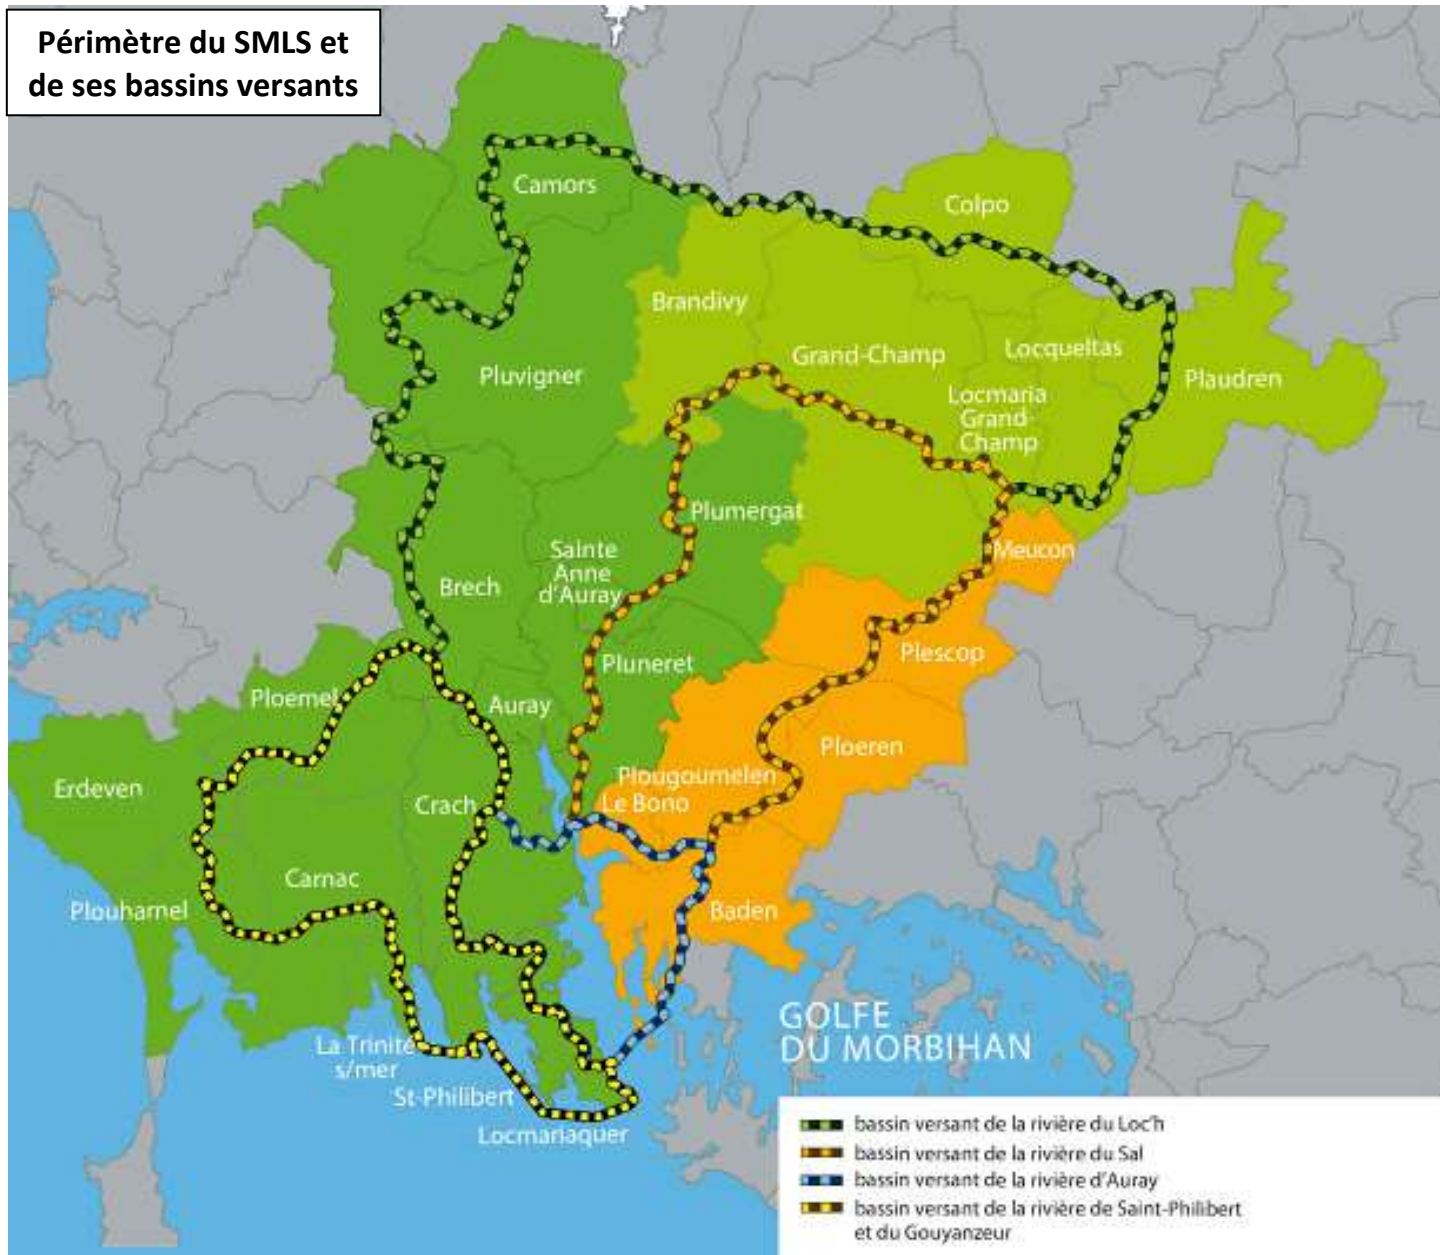 Périmètre du SMLS et
de ses bassins versants
Camors
Colpo
Brandivy
Grand-Champ
Locqueltas
Pluvigner
Plaudren
Locmaria
Grand-
Champ
Plumergat
Sainte
Anne
d'Auray
Meucon
Brech
Plescop
Pluneret
Ploemel
Auray
Ploeren
Erdeven
Plougoumelen
Crach
Le Bono
Carnac
Plouharnel
Baden
GOLFE
DU MORBIHAN
La Trinité
s/mer
St-Philibert
Locmariaquer
bassin versant de la rivière du Loc'h
bassin versant de la rivière du Sal
bassin versant de la rivière d'Auray
bassin versant de la rivière de Saint-Philibert
et du Gouyanzeur